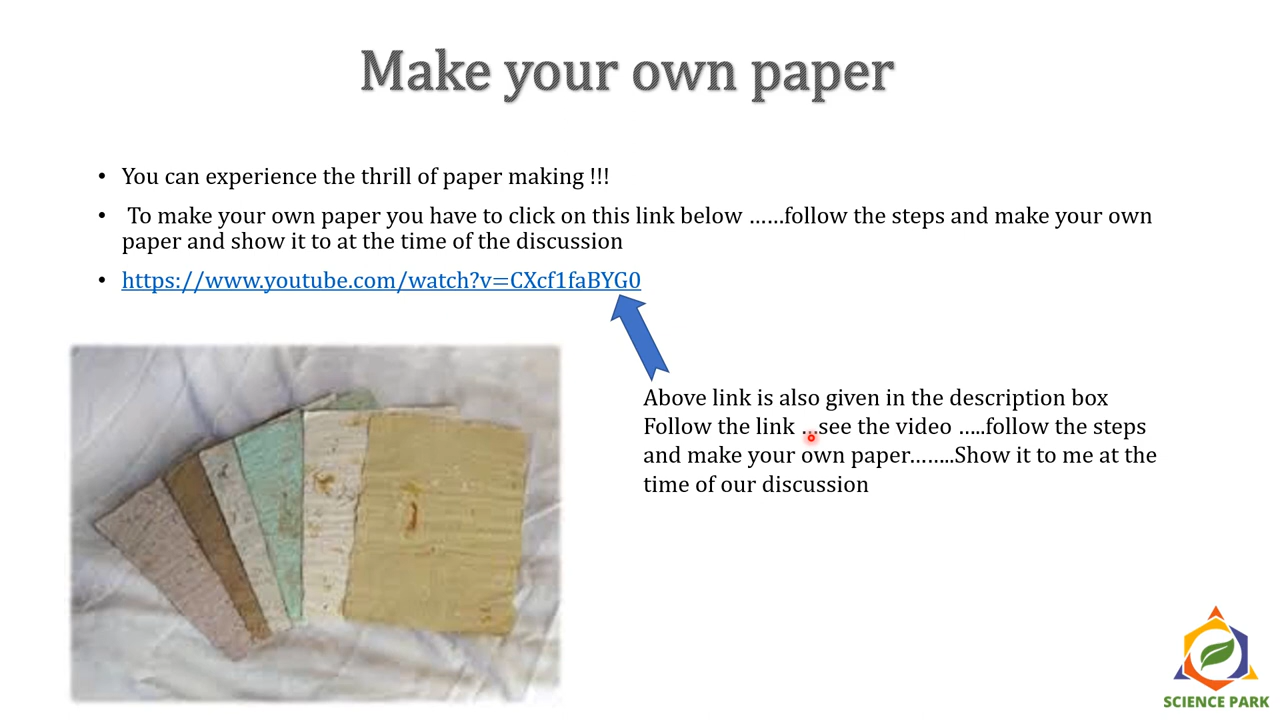 Make your own paper
• You can experience the thrill of paper making !!!
• To make your own paper you have to click on this link below ……follow the steps and make your own
paper and show it to at the time of the discussion
• https://www.youtube.com/watch?v=CXcf1faBYG0
Above link is also given in the description box
Follow the link …see the video …..follow the steps
and make your own paper……..Show it to me at the
time of our discussion
SCIENCE PARK